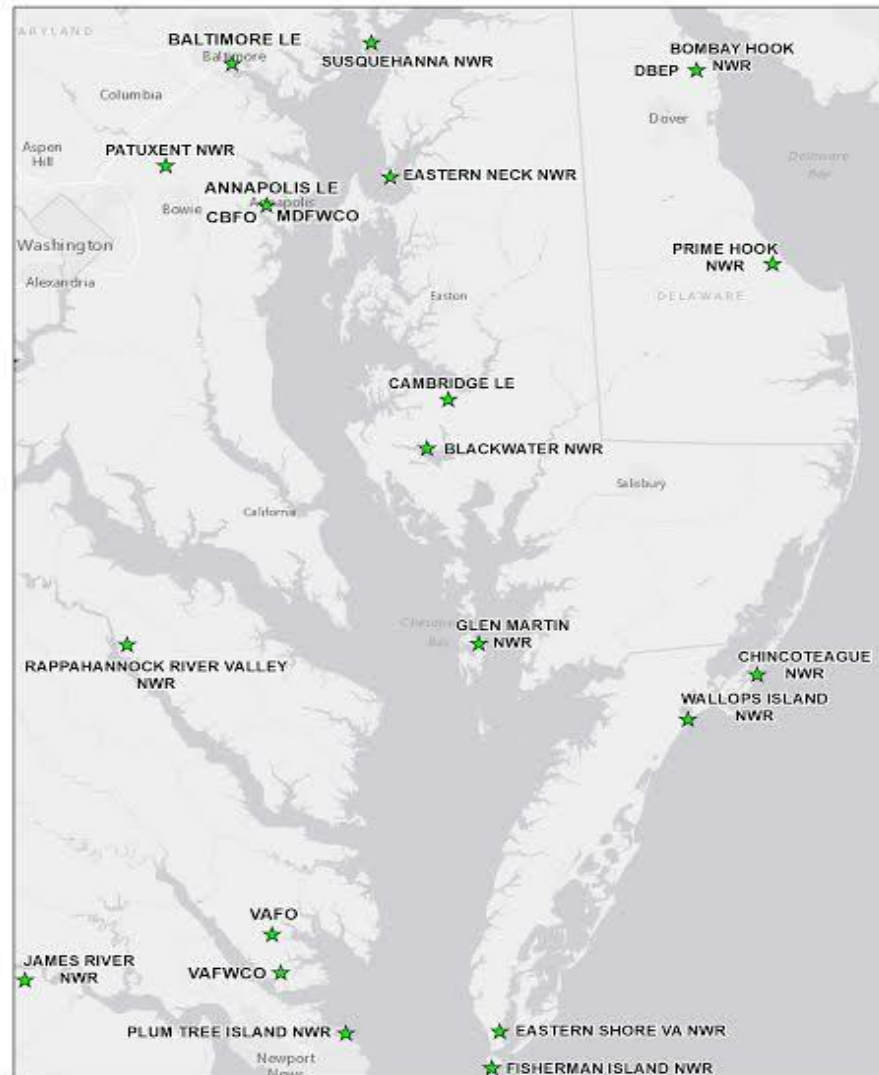 ARYLAND
BALTIMORE LE
Baltimore
SUSQUEHANNA NWR
BOMBAY HOOK
NWR
DBEP
Columbia
Dover
Aspen
Hill
PATUXENT NWR
Delaware
Bay
EASTERN NECK NWR
ANNAPOLIS LE
Annapolis
Bowie
CBFO
MDFWCO
Washington
PRIME HOOK
NWR
Alexandria
Easton
DELAWARE
CAMBRIDGE LE
BLACKWATER NWR
Salisbury
California
GLEN MARTIN
NWR
RAPPAHANNOCK RIVER VALLEY
NWR
CHINCOTEAGUE
NWR
WALLOPS ISLAND
NWR
VAFO
JAMES RIVER
NWR
VAFWCO
PLUM TREE ISLAND NWR
EASTERN SHORE VA NWR
Newport
News
FISHERMAN ISLAND NWR